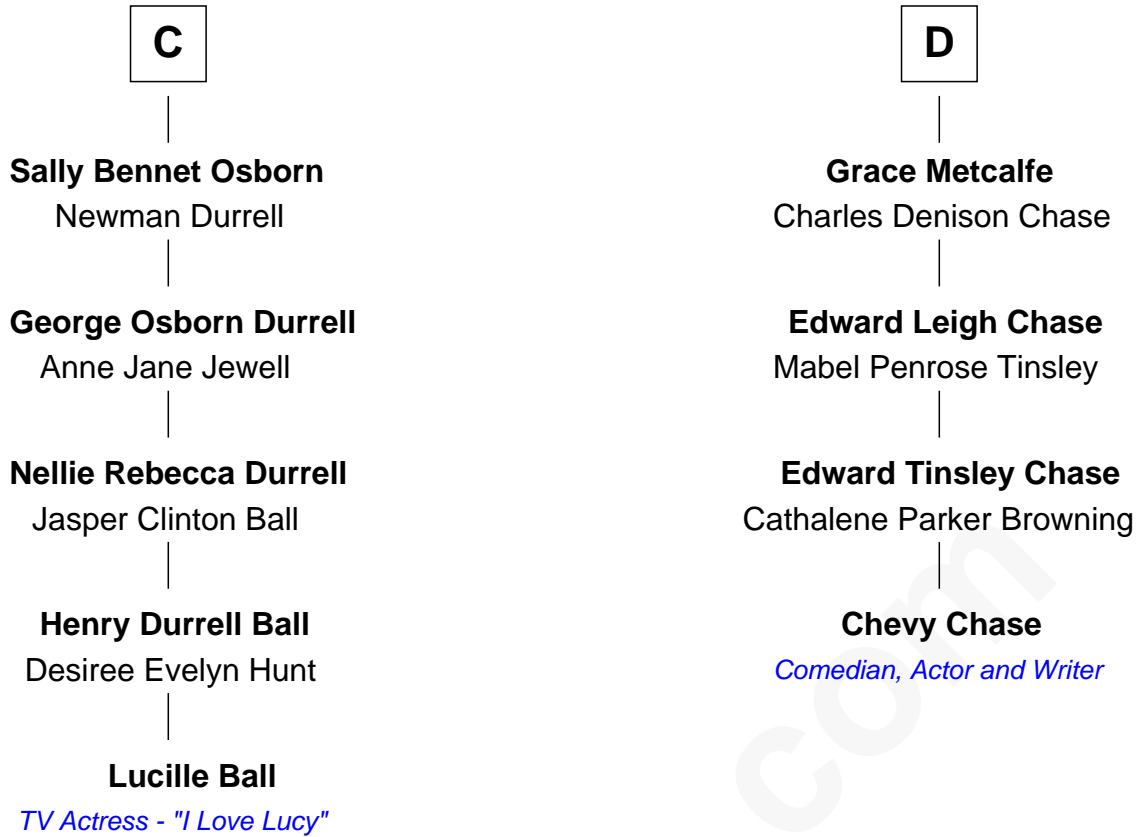 C
Sally Bennet Osborn
Newman Durrell
George Osborn Durrell
Anne Jane Jewell
Nellie Rebecca Durrell
Jasper Clinton Ball
Henry Durrell Ball
Desiree Evelyn Hunt
Lucille Ball
TV Actress - "I Love Lucy"
D
Grace Metcalfe
Charles Denison Chase
Edward Leigh Chase
Mabel Penrose Tinsley
Edward Tinsley Chase
Cathalene Parker Browning
Chevy Chase
Comedian, Actor and Writer
com